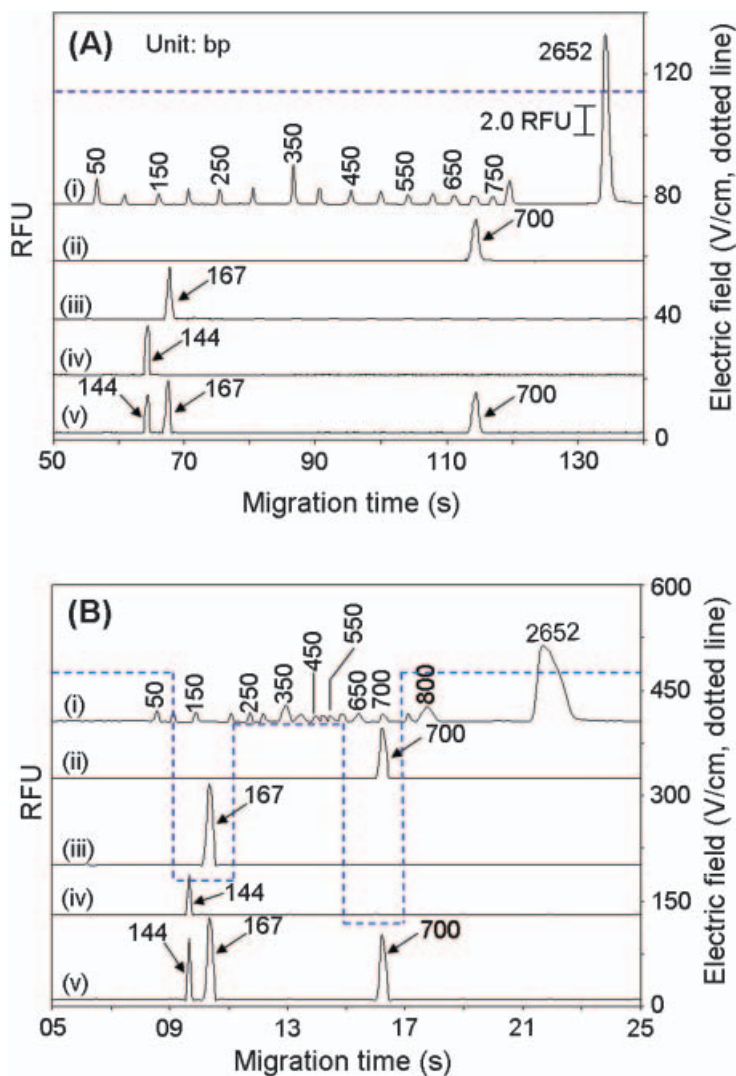 (A) Unit: bp
2652
120
2.0 RFU
50 150 250 350 450 550 650 750
(i)
80
700
(ii)
167
(iii)
40
144
(iv)
144 167 700
(v)
0
50 70 90 110 130
Migration time (s)
RFU
Electric field (V/cm, dotted line)
(B)
600
450 550
2652
50 150 250 350 650 700 800
(i)
450
700
(ii)
167
300
(iii)
144
(iv)
150
144 167 700
(v)
0
05 09 13 17 21 25
Migration time (s)
RFU
Electric field (V/cm, dotted line)